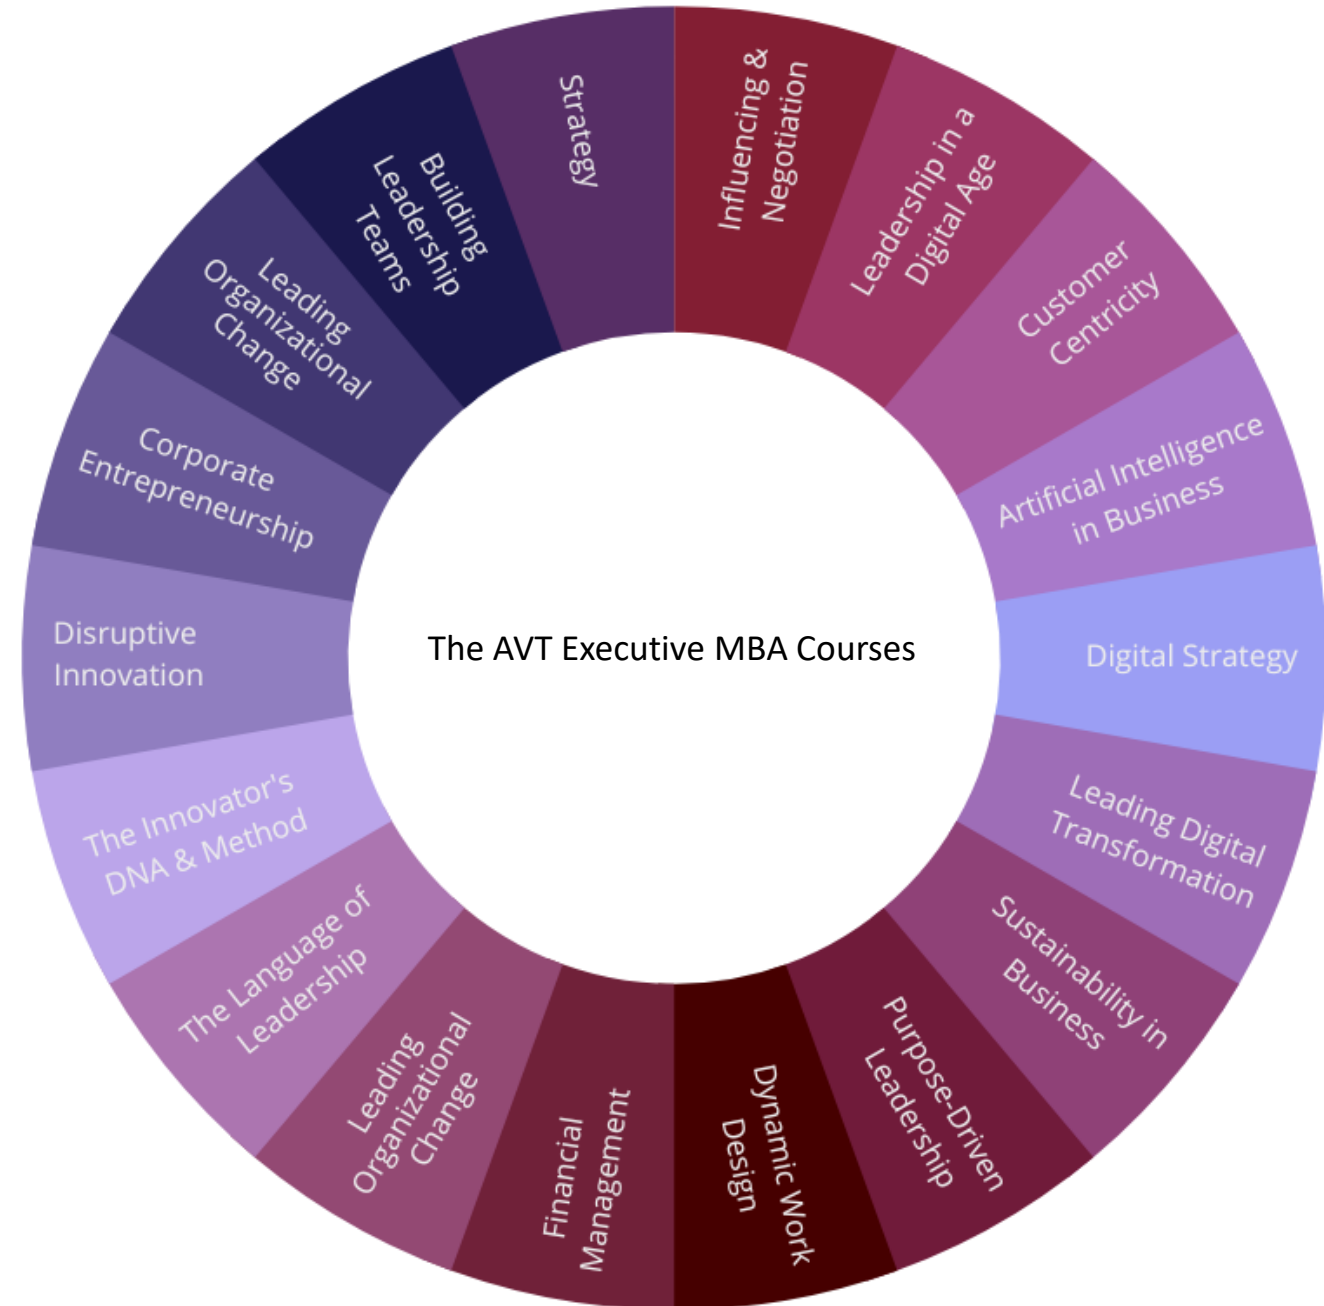 The AVT Executive MBA Courses
Influencing &
Negotiation
Leadership in a
Digital Age
Customer
Centricity
Artificial Intelligence
in Business
Digital Strategy
Leading Digital
Transformation
Sustainability in
Business
Purpose-Driven
Leadership
Dynamic Work
Design
Financial
Management
Leading
Organizational
Change
The Language of
Leadership
The Innovator's
DNA & Method
Disruptive
Innovation
Corporate
Entrepreneurship
Leading
Organizational
Change
Building
Leadership
Teams
Strategy